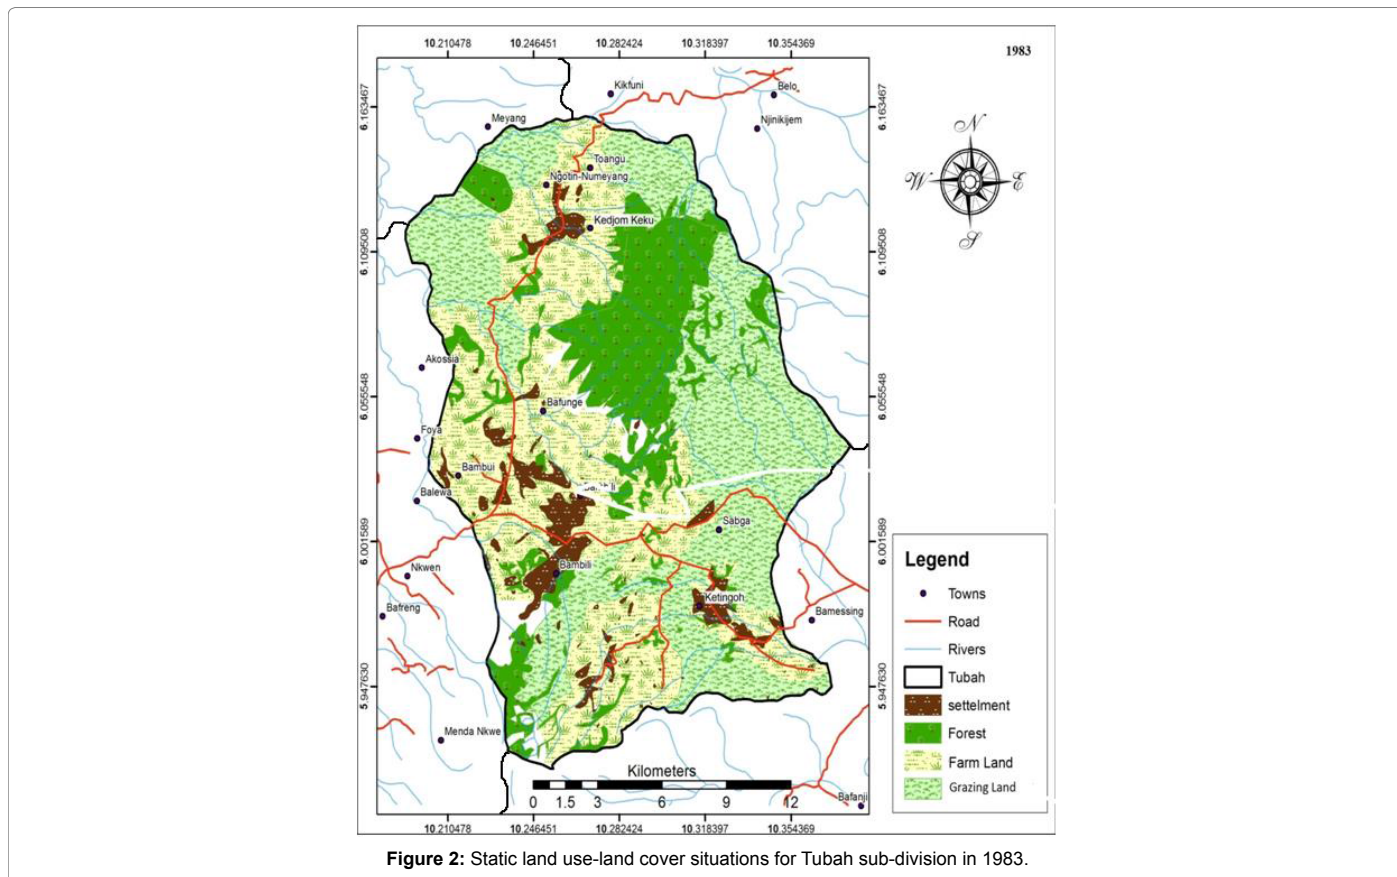 10.210478 10.246451 10.282424 10.318397 10.354369
1983
6.163467
6.109508
6.055548
6.001589
5.947630
6.163467
6.109508
6.055548
6.001589
5.947630
Kikfuni
Belo
Meyang
Njinikijem
Toangu
Ngotin-Numeyang
Kedjom Keku
N
W E
S
Akossia
Bafunge
Foya
Bambui
Balewa
Sabga
Nkwen
Bambili
Ketingoh
Bafreng
Bamessing
Menda Nkwe
Bafanji
Legend
Towns
Road
Rivers
Tubah
settelment
Forest
Farm Land
Grazing Land
Kilometers
0 1.5 3 6 9 12
10.210478 10.246451 10.282424 10.318397 10.354369
Figure 2: Static land use-land cover situations for Tubah sub-division in 1983.